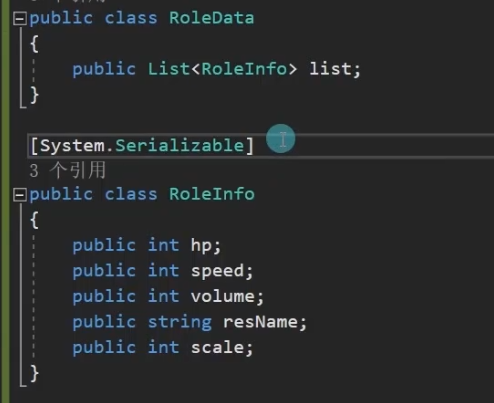 public class RoleData
{
public List<RoleInfo> list;
}
[System.Serializable]
3 个引用
public class RoleInfo
{
public int hp;
public int speed;
public int volume;
public string resName;
public int scale;
}